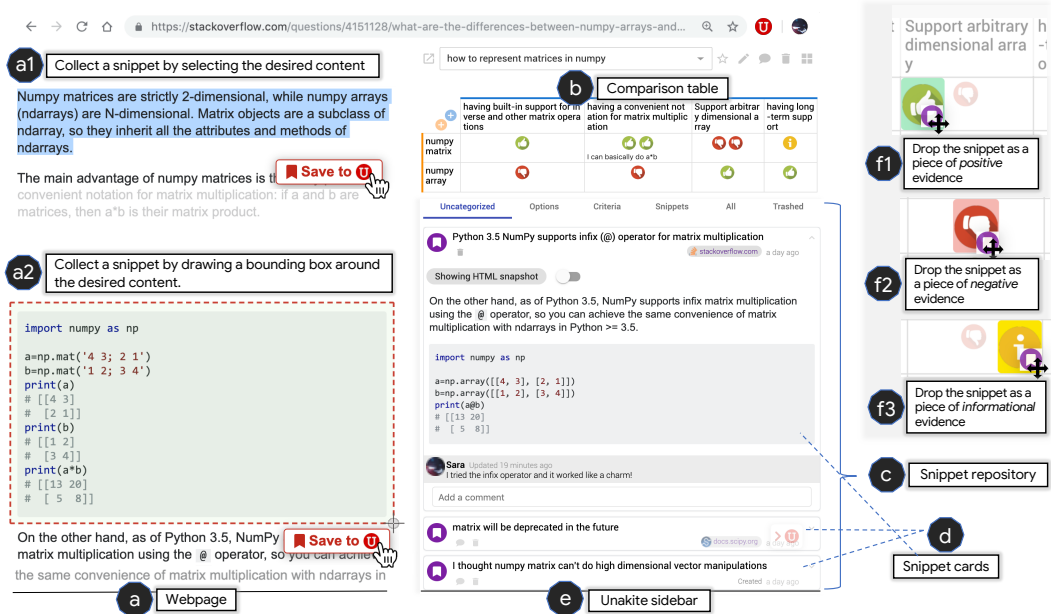 https://stackoverflow.com/questions/4151128/what-are-the-differences-between-numpy-arrays-and-...
a1
Collect a snippet by selecting the desired content
Numpy matrices are strictly 2-dimensional, while numpy arrays
(ndarrays) are N-dimensional. Matrix objects are a subclass of
ndarray, so they inherit all the attributes and methods of
ndarrays.
Save to
The main advantage of numpy matrices is th
convenient notation for matrix multiplication: if a and b are
matrices, then a*b is their matrix product.
a2
Collect a snippet by drawing a bounding box around
the desired content.
import numpy as np
a=np.mat('4 3; 2 1')
b=np.mat('1 2; 3 4')
print(a)
# [[4 3]
#  [2 1]]
print(b)
# [[1 2]
#  [3 4]]
print(a*b)
# [[13 20]
#  [ 5  8]]
On the other hand, as of Python 3.5, NumPy
Save to
matrix multiplication using the @ operator, so you can achieve
the same convenience of matrix multiplication with ndarrays in
a
Webpage
how to represent matrices in numpy
b
Comparison table
having built-in support for in
verse and other matrix opera
tions
having a convenient not
ation for matrix multiplic
ation
Support arbitrar
y dimensional a
rray
having long
-term supp
ort
numpy
matrix
I can basically do a*b
numpy
array
Uncategorized
Options
Criteria
Snippets
All
Trashed
Python 3.5 NumPy supports infix (@) operator for matrix multiplication
stackoverflow.com
a day ago
Showing HTML snapshot
On the other hand, as of Python 3.5, NumPy supports infix matrix multiplication
using the @ operator, so you can achieve the same convenience of matrix
multiplication with ndarrays in Python >= 3.5.
import numpy as np
a=np.array([[4, 3], [2, 1]])
b=np.array([[1, 2], [3, 4]])
print(a@b)
# [[13 20]
#  [ 5  8]]
Sara Updated 19 minutes ago
I tried the infix operator and it worked like a charm!
Add a comment
matrix will be deprecated in the future
docs.scipy.org
a day ago
I thought numpy matrix can't do high dimensional vector manipulations
Created a day ago
e
Unakite sidebar
Support arbitrary
dimensional arra
y
h
-t
o
f1
Drop the snippet as a
piece of positive
evidence
f2
Drop the snippet as
a piece of negative
evidence
f3
Drop the snippet as a
piece of informational
evidence
c
Snippet repository
d
Snippet cards